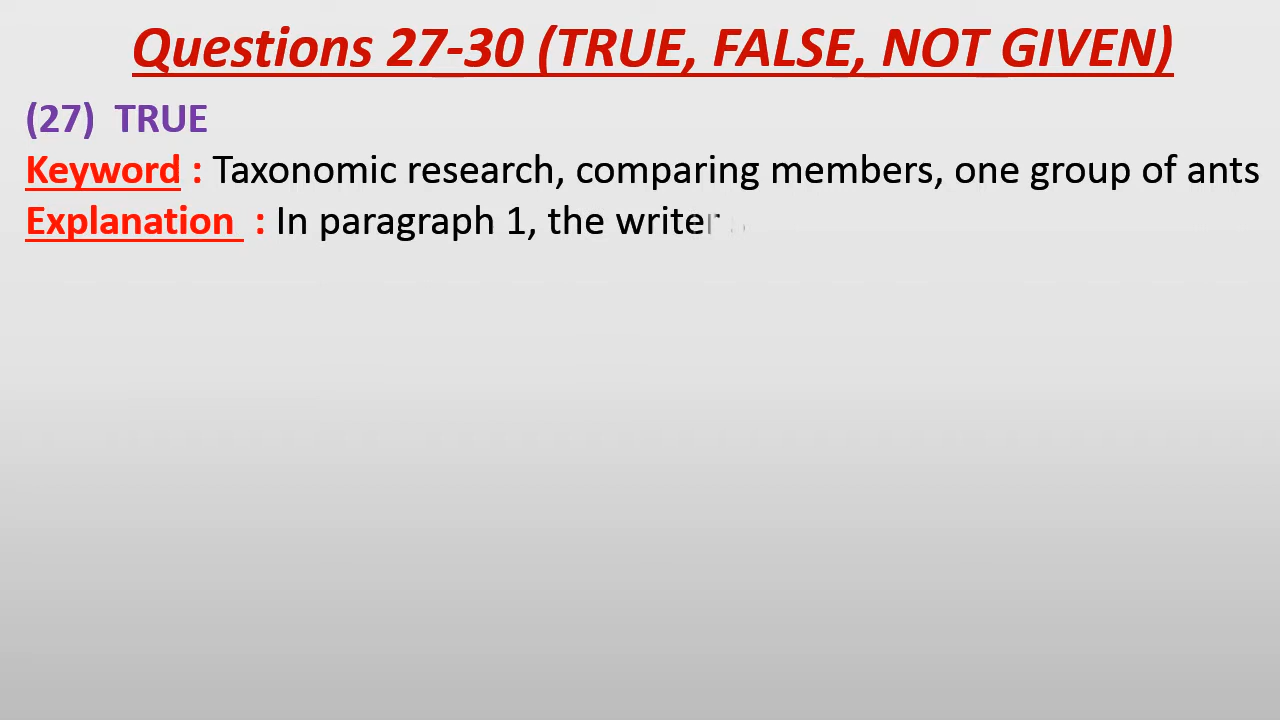 Questions 27-30 (TRUE, FALSE, NOT GIVEN)
(27) TRUE
Keyword : Taxonomic research, comparing members, one group of ants
Explanation : In paragraph 1, the writer